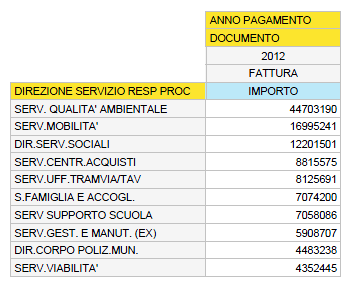 ANNO PAGAMENTO
DOCUMENTO
2012
FATTURA
DIREZIONE SERVIZIO RESP PROC IMPORTO
SERV. QUALITA' AMBIENTALE 44703190
SERV.MOBILITA' 16995241
DIR.SERV.SOCIALI 12201501
SERV.CENTR.ACQUISTI 8815575
SERV.UFF.TRAMVIA/TAV 8125691
S.FAMIGLIA E ACCOGL. 7074200
SERV SUPPORTO SCUOLA 7058086
SERV.GEST. E MANUT. (EX) 5908707
DIR.CORPO POLIZ.MUN. 4483238
SERV.VIABILITA' 4352445